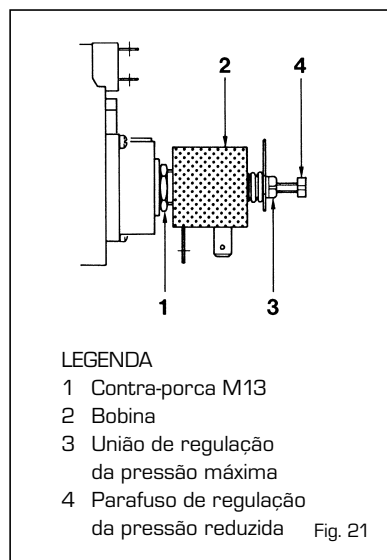 2
4
1
3
LEGENDA
1 Contra-porca M13
2 Bobina
3 União de regulação
da pressão máxima
4 Parafuso de regulação
da pressão reduzida
Fig. 21